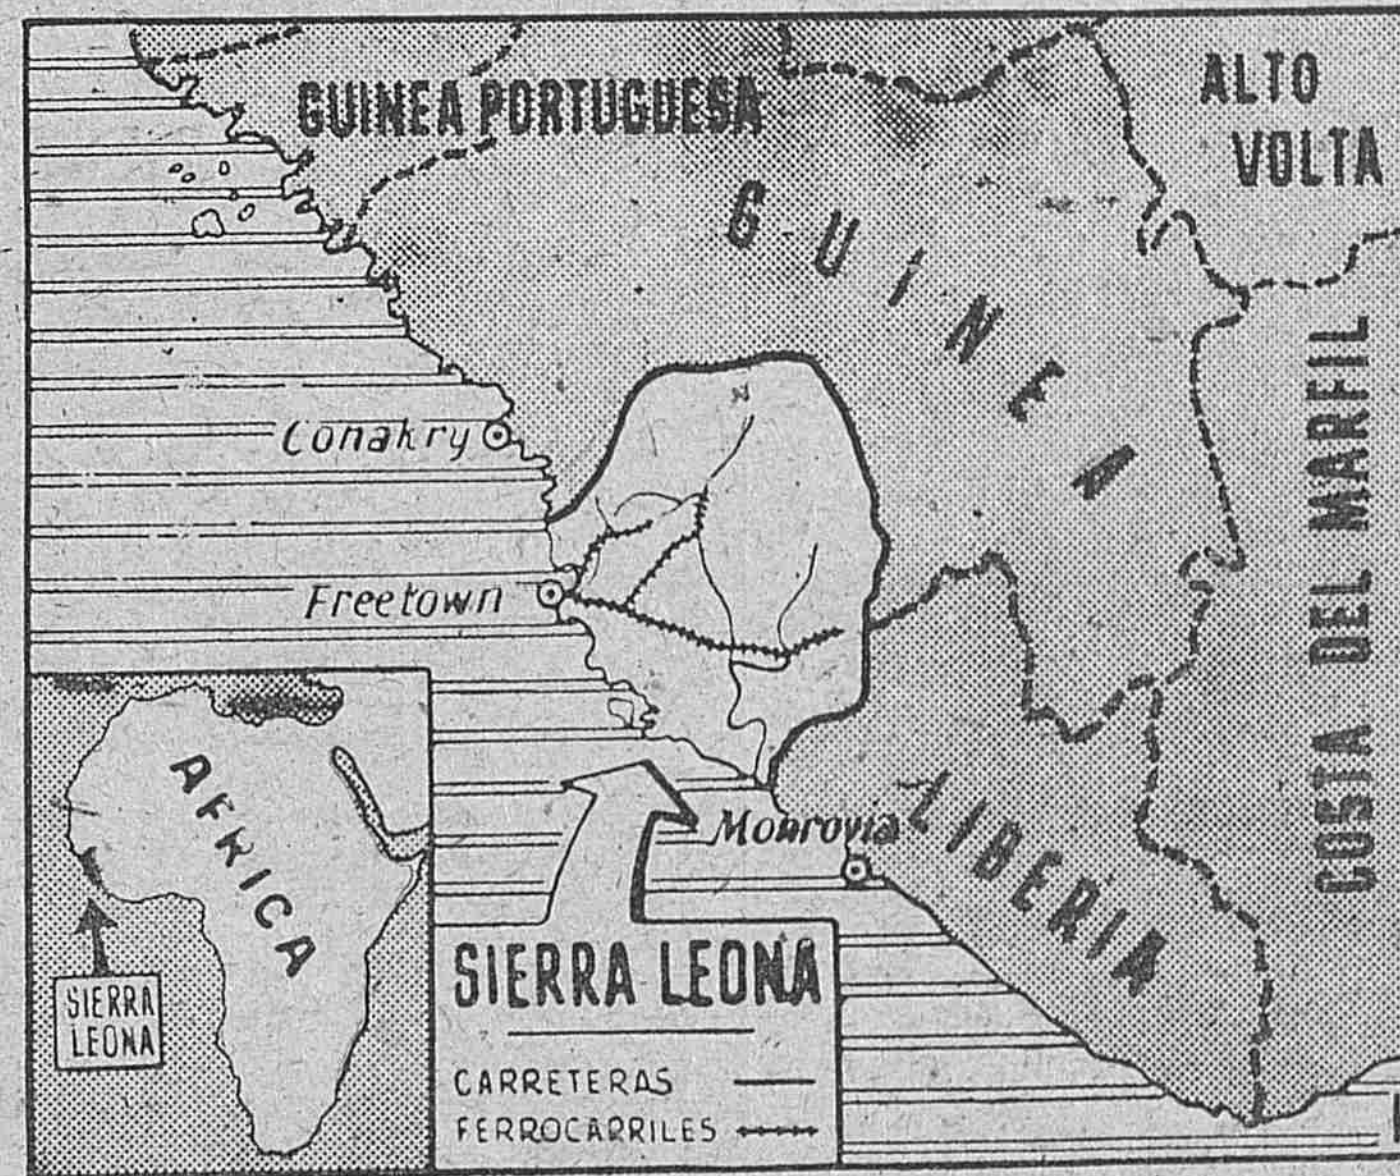 GUINEA PORTUGUESA
ALTO
VOLTA
GUINEA
COSTA DEL MARFIL
Conakry
Freetown
Monrovia
LIBERIA
AFRICA
SIERRA
LEONA
SIERRA LEONA
CARRETERAS
FERROCARRILES